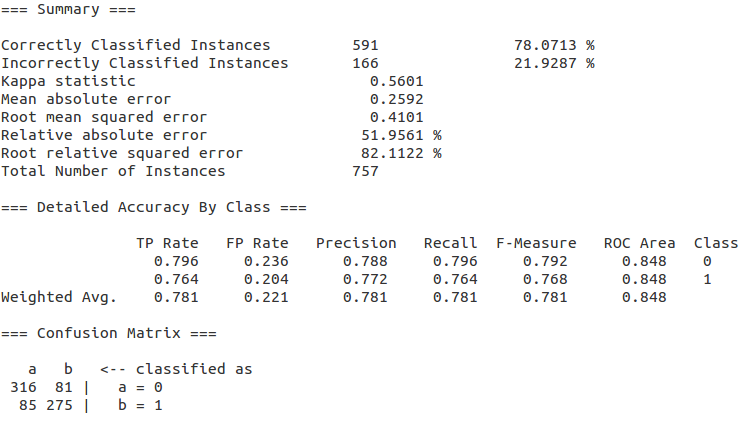 === Summary ===
Correctly Classified Instances 591 78.0713 %
Incorrectly Classified Instances 166 21.9287 %
Kappa statistic 0.5601
Mean absolute error 0.2592
Root mean squared error 0.4101
Relative absolute error 51.9561 %
Root relative squared error 82.1122 %
Total Number of Instances 757
=== Detailed Accuracy By Class ===
TP Rate FP Rate Precision Recall F-Measure ROC Area Class
0.796 0.236 0.788 0.796 0.792 0.848 0
0.764 0.204 0.772 0.764 0.768 0.848 1
Weighted Avg. 0.781 0.221 0.781 0.781 0.781 0.848
=== Confusion Matrix ===
a b <-- classified as
316 81 | a = 0
85 275 | b = 1